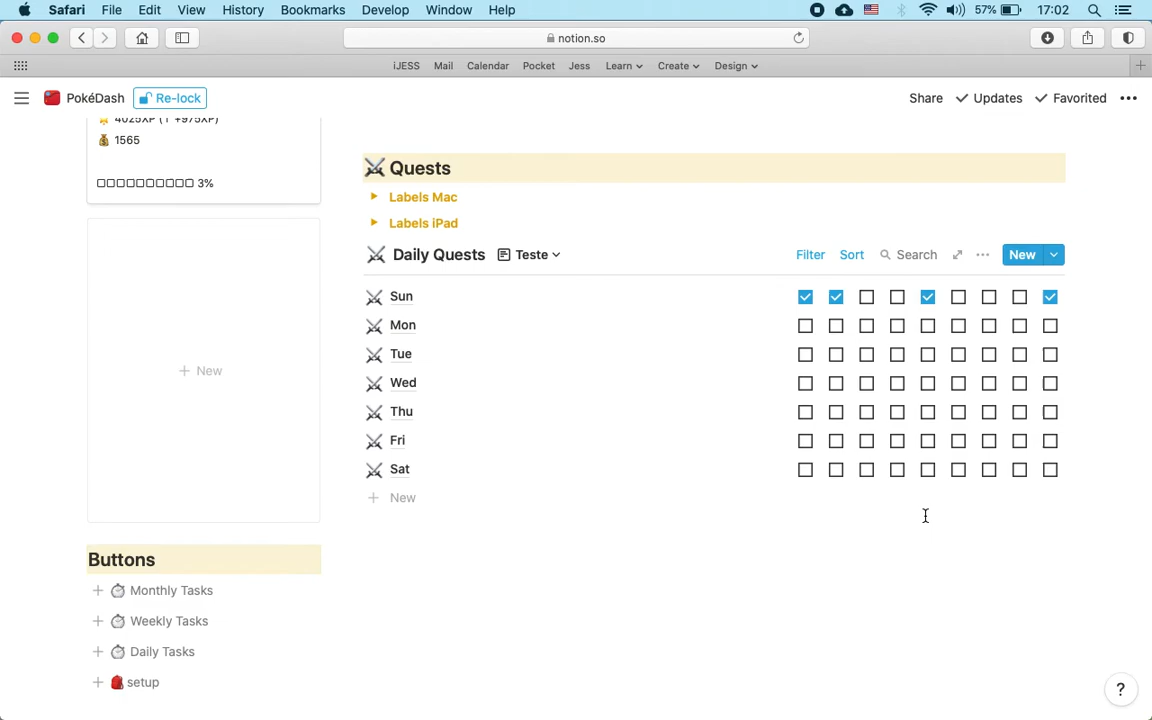 Safari File Edit View History Bookmarks Develop Window Help 57% 17:02
notion.so
iJESS Mail Calendar Pocket Jess Learn Create Design
PokéDash Re-lock Share Updates Favorited
4025XP (↑ +975XP)
1565
3%
+ New
Buttons
+ Monthly Tasks
+ Weekly Tasks
+ Daily Tasks
+ setup
Quests
Labels Mac
Labels iPad
Daily Quests Teste Filter Sort Search New
Sun
Mon
Tue
Wed
Thu
Fri
Sat
+ New
?